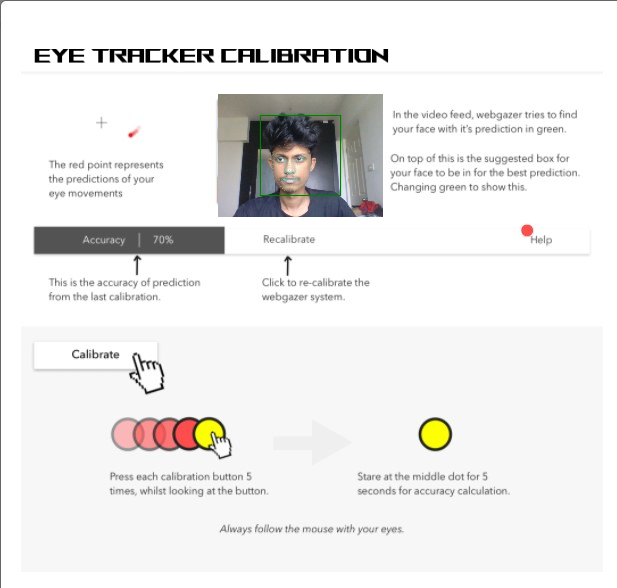 EYE TRACKER CALIBRATION
The red point represents
the predictions of your
eye movements
In the video feed, webgazer tries to find
your face with it's prediction in green.
On top of this is the suggested box for
your face to be in for the best prediction.
Changing green to show this.
Accuracy | 70%
Recalibrate
Help
This is the accuracy of prediction
from the last calibration.
Click to re-calibrate the
webgazer system.
Calibrate
Press each calibration button 5
times, whilst looking at the button.
Stare at the middle dot for 5
seconds for accuracy calculation.
Always follow the mouse with your eyes.